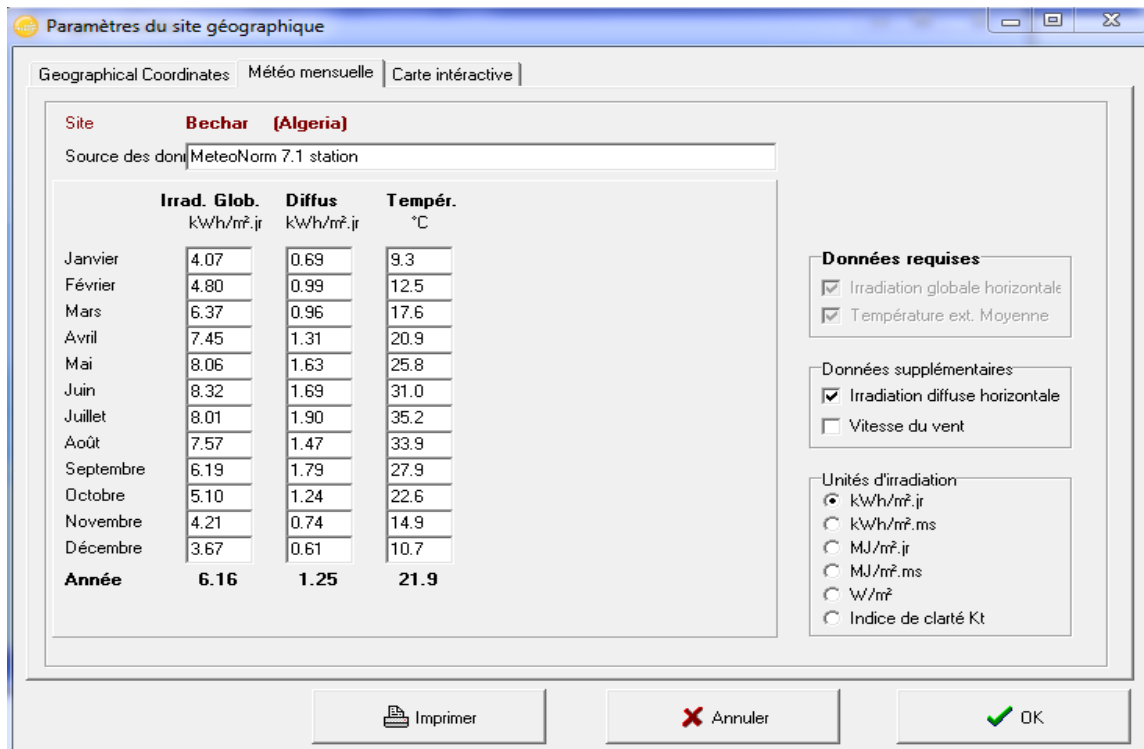 Paramètres du site géographique
Geographical Coordinates Météo mensuelle Carte intéractive
Site Bechar (Algeria)
Source des donı MeteoNorm 7.1 station
Irrad. Glob. Diffus Tempér.
kWh/m².jr kWh/m².jr °C
Janvier 4.07 0.69 9.3
Février 4.80 0.99 12.5
Mars 6.37 0.96 17.6
Avril 7.45 1.31 20.9
Mai 8.06 1.63 25.8
Juin 8.32 1.69 31.0
Juillet 8.01 1.90 35.2
Août 7.57 1.47 33.9
Septembre 6.19 1.79 27.9
Octobre 5.10 1.24 22.6
Novembre 4.21 0.74 14.9
Décembre 3.67 0.61 10.7
Année 6.16 1.25 21.9
Données requises
Irradiation globale horizontale
Température ext. Moyenne
Données supplémentaires
Irradiation diffuse horizontale
Vitesse du vent
Unités d'irradiation
kWh/m².jr
kWh/m².ms
MJ/m².jr
MJ/m².ms
W/m²
Indice de clarté Kt
Imprimer Annuler OK